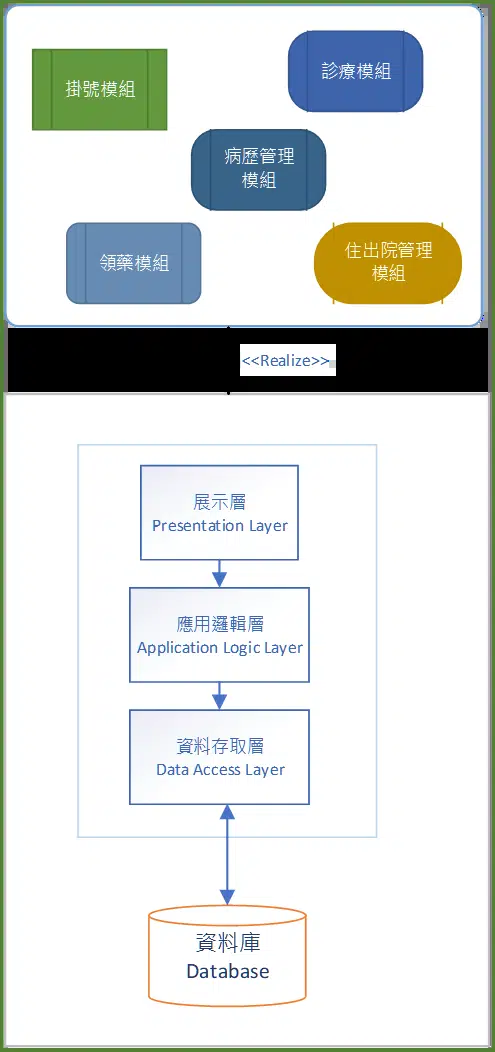 掛號模組
診療模組
病歷管理
模組
領藥模組
住出院管理
模組
<<Realize>>
展示層
Presentation Layer
應用邏輯層
Application Logic Layer
資料存取層
Data Access Layer
資料庫
Database